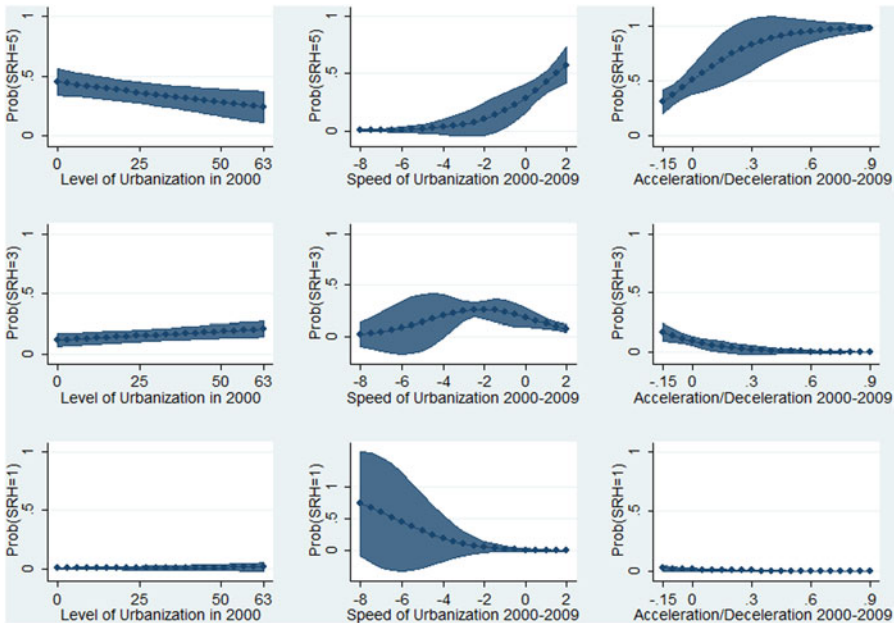 Prob(SRH=5)
1
.5
0
0 25 50 63
Level of Urbanization in 2000
Prob(SRH=5)
1
.5
0
-8 -6 -4 -2 0 2
Speed of Urbanization 2000-2009
Prob(SRH=5)
1
.5
0
-.15 0 .3 .6 .9
Acceleration/Deceleration 2000-2009
Prob(SRH=3)
1
.5
0
0 25 50 63
Level of Urbanization in 2000
Prob(SRH=3)
1
.5
0
-8 -6 -4 -2 0 2
Speed of Urbanization 2000-2009
Prob(SRH=3)
1
.5
0
-.15 0 .3 .6 .9
Acceleration/Deceleration 2000-2009
Prob(SRH=1)
1
.5
0
0 25 50 63
Level of Urbanization in 2000
Prob(SRH=1)
1
.5
0
-8 -6 -4 -2 0 2
Speed of Urbanization 2000-2009
Prob(SRH=1)
1
.5
0
-.15 0 .3 .6 .9
Acceleration/Deceleration 2000-2009